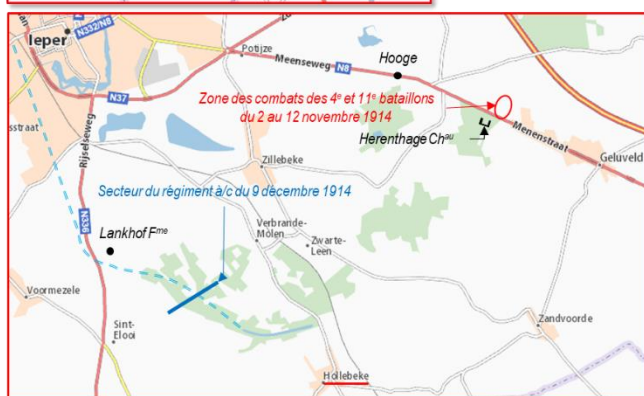 Ieper
N332/N8
Potijze
Meenseweg
N8
Hooge
N37
Zone des combats des 4e et 11e bataillons
du 2 au 12 novembre 1914
Menenstraat
Herenthage Chau
Geluveld
sstraat
Rijselseweg
Zillebeke
Secteur du régiment à/c du 9 décembre 1914
N336
Lankhof Fme
Verbrande-
Molen
Zwarte-
Leen
Voormezele
Sint-
Elooi
Zandvoorde
Hollebeke